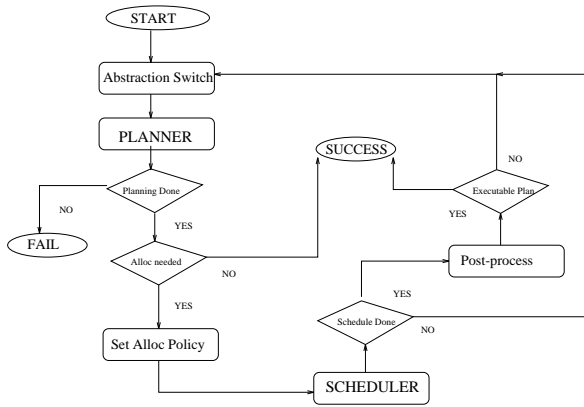 START
Abstraction Switch
PLANNER
SUCCESS
NO
Planning Done
Executable Plan
NO
YES
YES
FAIL
Alloc needed
NO
Post-process
YES
YES
Set Alloc Policy
Schedule Done
NO
SCHEDULER